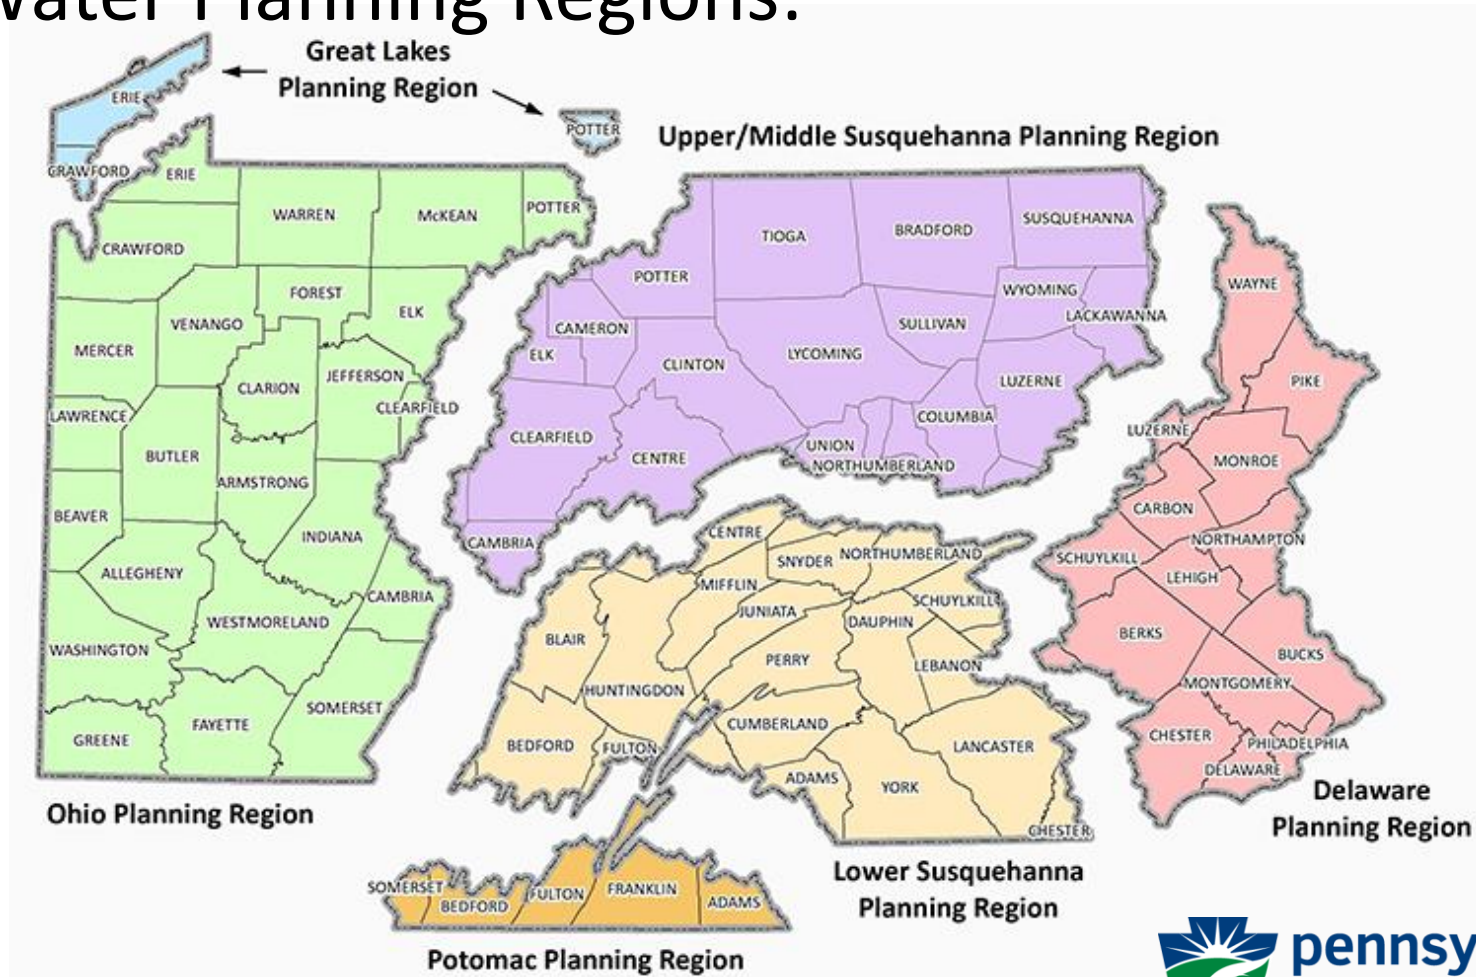 Water Planning Regions:
Great Lakes
Planning Region
ERIE
CRAWFORD
POTTER
Upper/Middle Susquehanna Planning Region
ERIE
WARREN
McKEAN
POTTER
CRAWFORD
FOREST
ELK
VENANGO
MERCER
CLARION
JEFFERSON
LAWRENCE
CLEARFIELD
BUTLER
ARMSTRONG
BEAVER
INDIANA
ALLEGHENY
CAMBRIA
WESTMORELAND
WASHINGTON
SOMERSET
FAYETTE
GREENE
Ohio Planning Region
TIOGA
BRADFORD
SUSQUEHANNA
POTTER
WYOMING
LACKAWANNA
CAMERON
SULLIVAN
ELK
LYCOMING
CLINTON
LUZERNE
COLUMBIA
CLEARFIELD
UNION
CENTRE
NORTHUMBERLAND
CAMBRIA
WAYNE
PIKE
LUZERNE
MONROE
CARBON
NORTHAMPTON
SCHUYLKILL
LEHIGH
BERKS
BUCKS
MONTGOMERY
CHESTER
PHILADELPHIA
DELAWARE
Delaware
Planning Region
CENTRE
SNYDER
NORTHUMBERLAND
MIFFLIN
JUNIATA
SCHUYLKILL
DAUPHIN
BLAIR
PERRY
LEBANON
HUNTINGDON
CUMBERLAND
BEDFORD
FULTON
LANCASTER
ADAMS
YORK
CHESTER
Lower Susquehanna
Planning Region
SOMERSET
BEDFORD
FULTON
FRANKLIN
ADAMS
Potomac Planning Region
pennsy